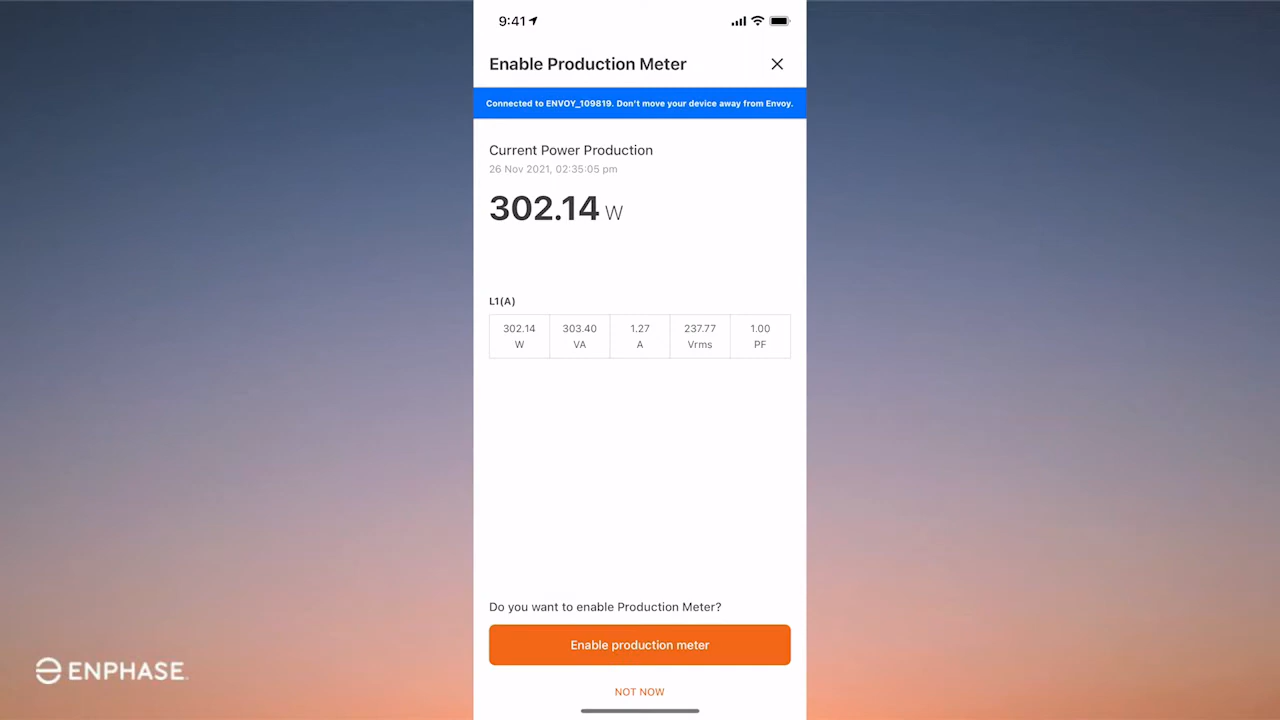 9:41
Enable Production Meter
Connected to ENVOY_109819. Don't move your device away from Envoy.
Current Power Production
26 Nov 2021, 02:35:05 pm
302.14 W
L1(A)
302.14 303.40 1.27 237.77 1.00
W VA A Vrms PF
Do you want to enable Production Meter?
Enable production meter
NOT NOW
ENPHASE.